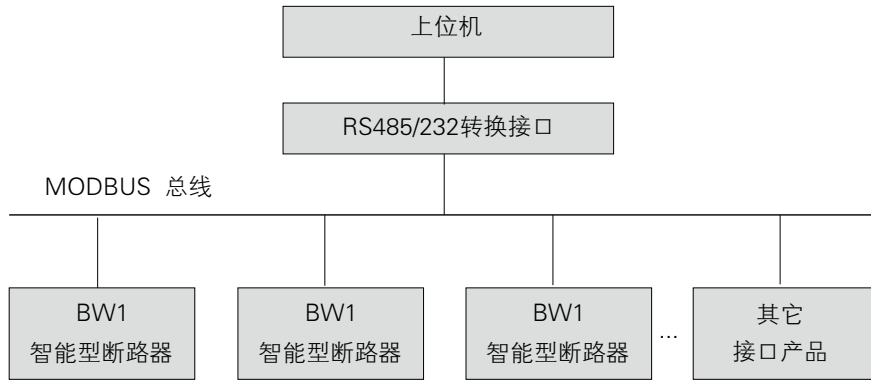 上位机
RS485/232转换接口
MODBUS 总线
BW1
智能型断路器
BW1
智能型断路器
BW1
智能型断路器
...
其它
接口产品